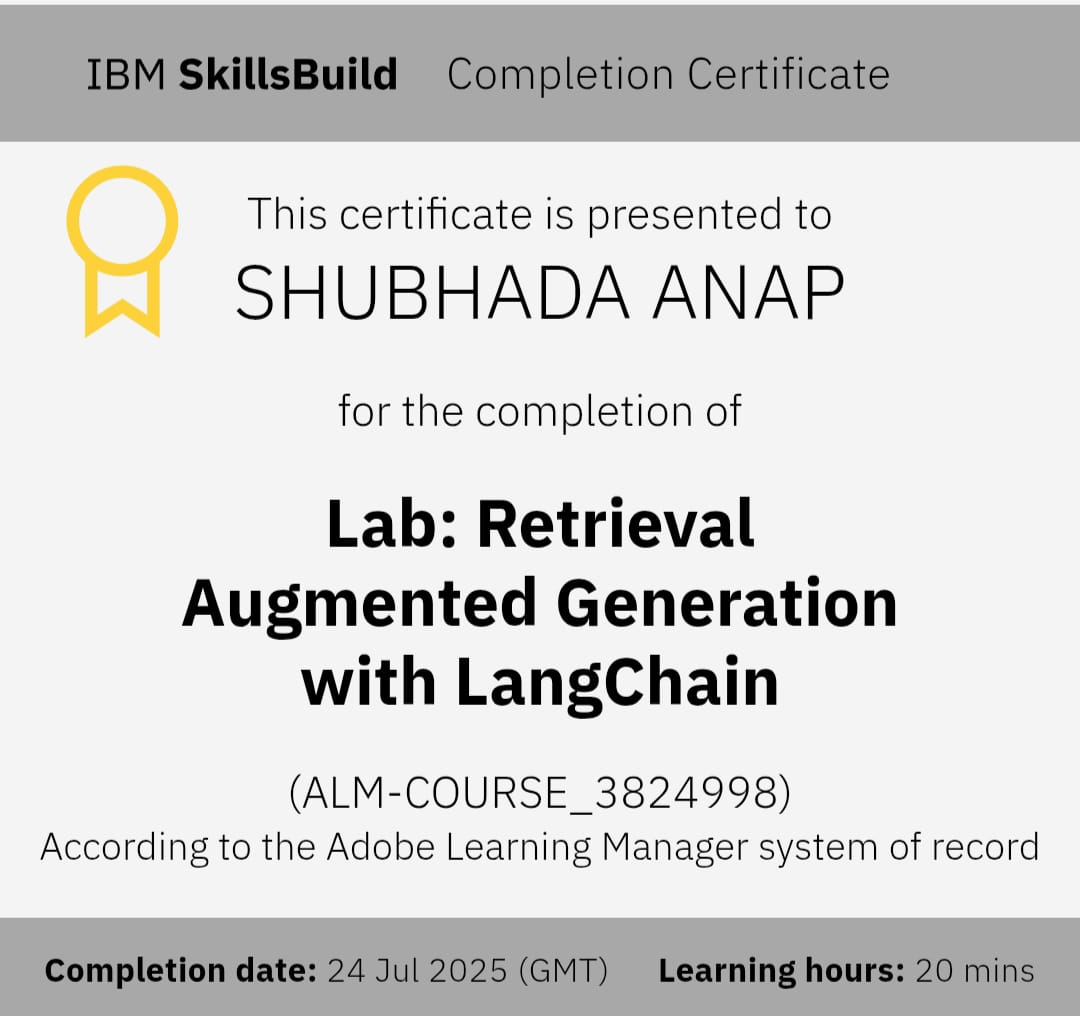 IBM SkillsBuild Completion Certificate
This certificate is presented to
SHUBHADA ANAP
for the completion of
Lab: Retrieval
Augmented Generation
with LangChain
(ALM-COURSE_3824998)
According to the Adobe Learning Manager system of record
Completion date: 24 Jul 2025 (GMT) Learning hours: 20 mins